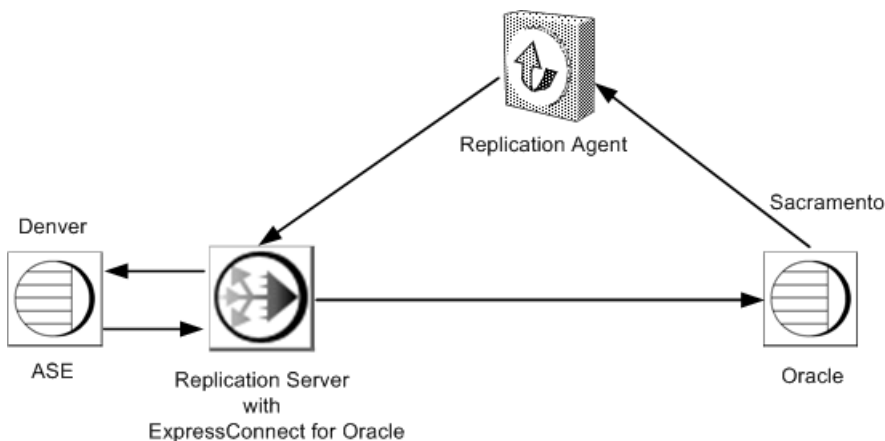 Replication Agent
Sacramento
Denver
ASE
Replication Server
with
ExpressConnect for Oracle
Oracle